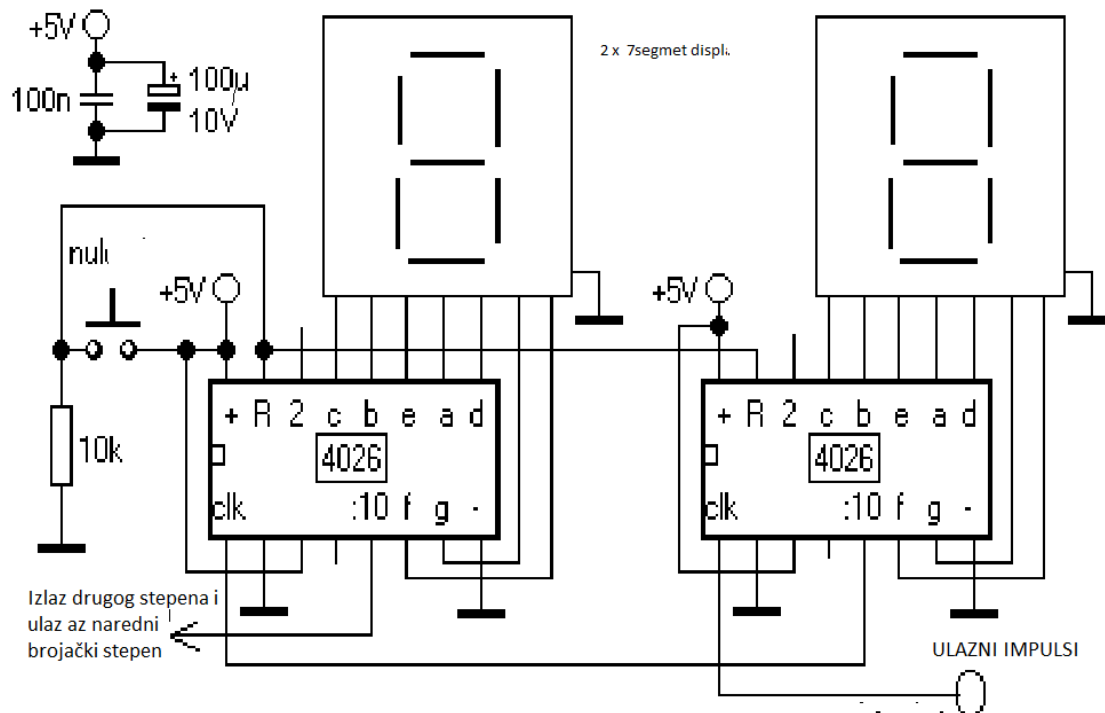 +5V
100n
+ 100µ
10V
2 x 7segmet displ.
+5V
+5V
10k
+ R 2 c b e a d
4026
clk :10 f g -
+ R 2 c b e a d
4026
clk :10 f g -
Izlaz drugog stepena i
ulaz az naredni
brojački stepen
ULAZNI IMPULSI